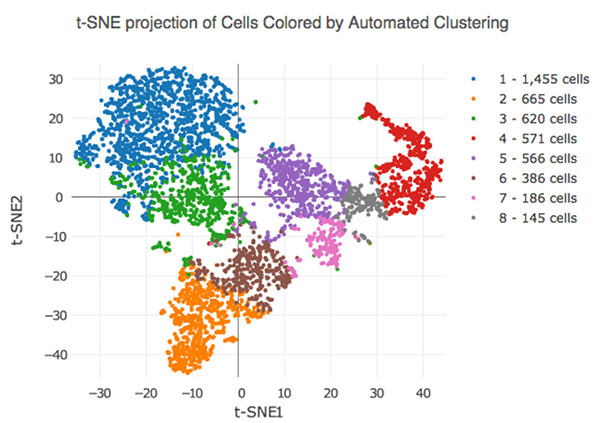 t-SNE projection of Cells Colored by Automated Clustering
30
20
10
0
−10
−20
−30
−40
t-SNE2
−30
−20
−10
0
10
20
30
40
t-SNE1
1 - 1,455 cells
2 - 665 cells
3 - 620 cells
4 - 571 cells
5 - 566 cells
6 - 386 cells
7 - 186 cells
8 - 145 cells